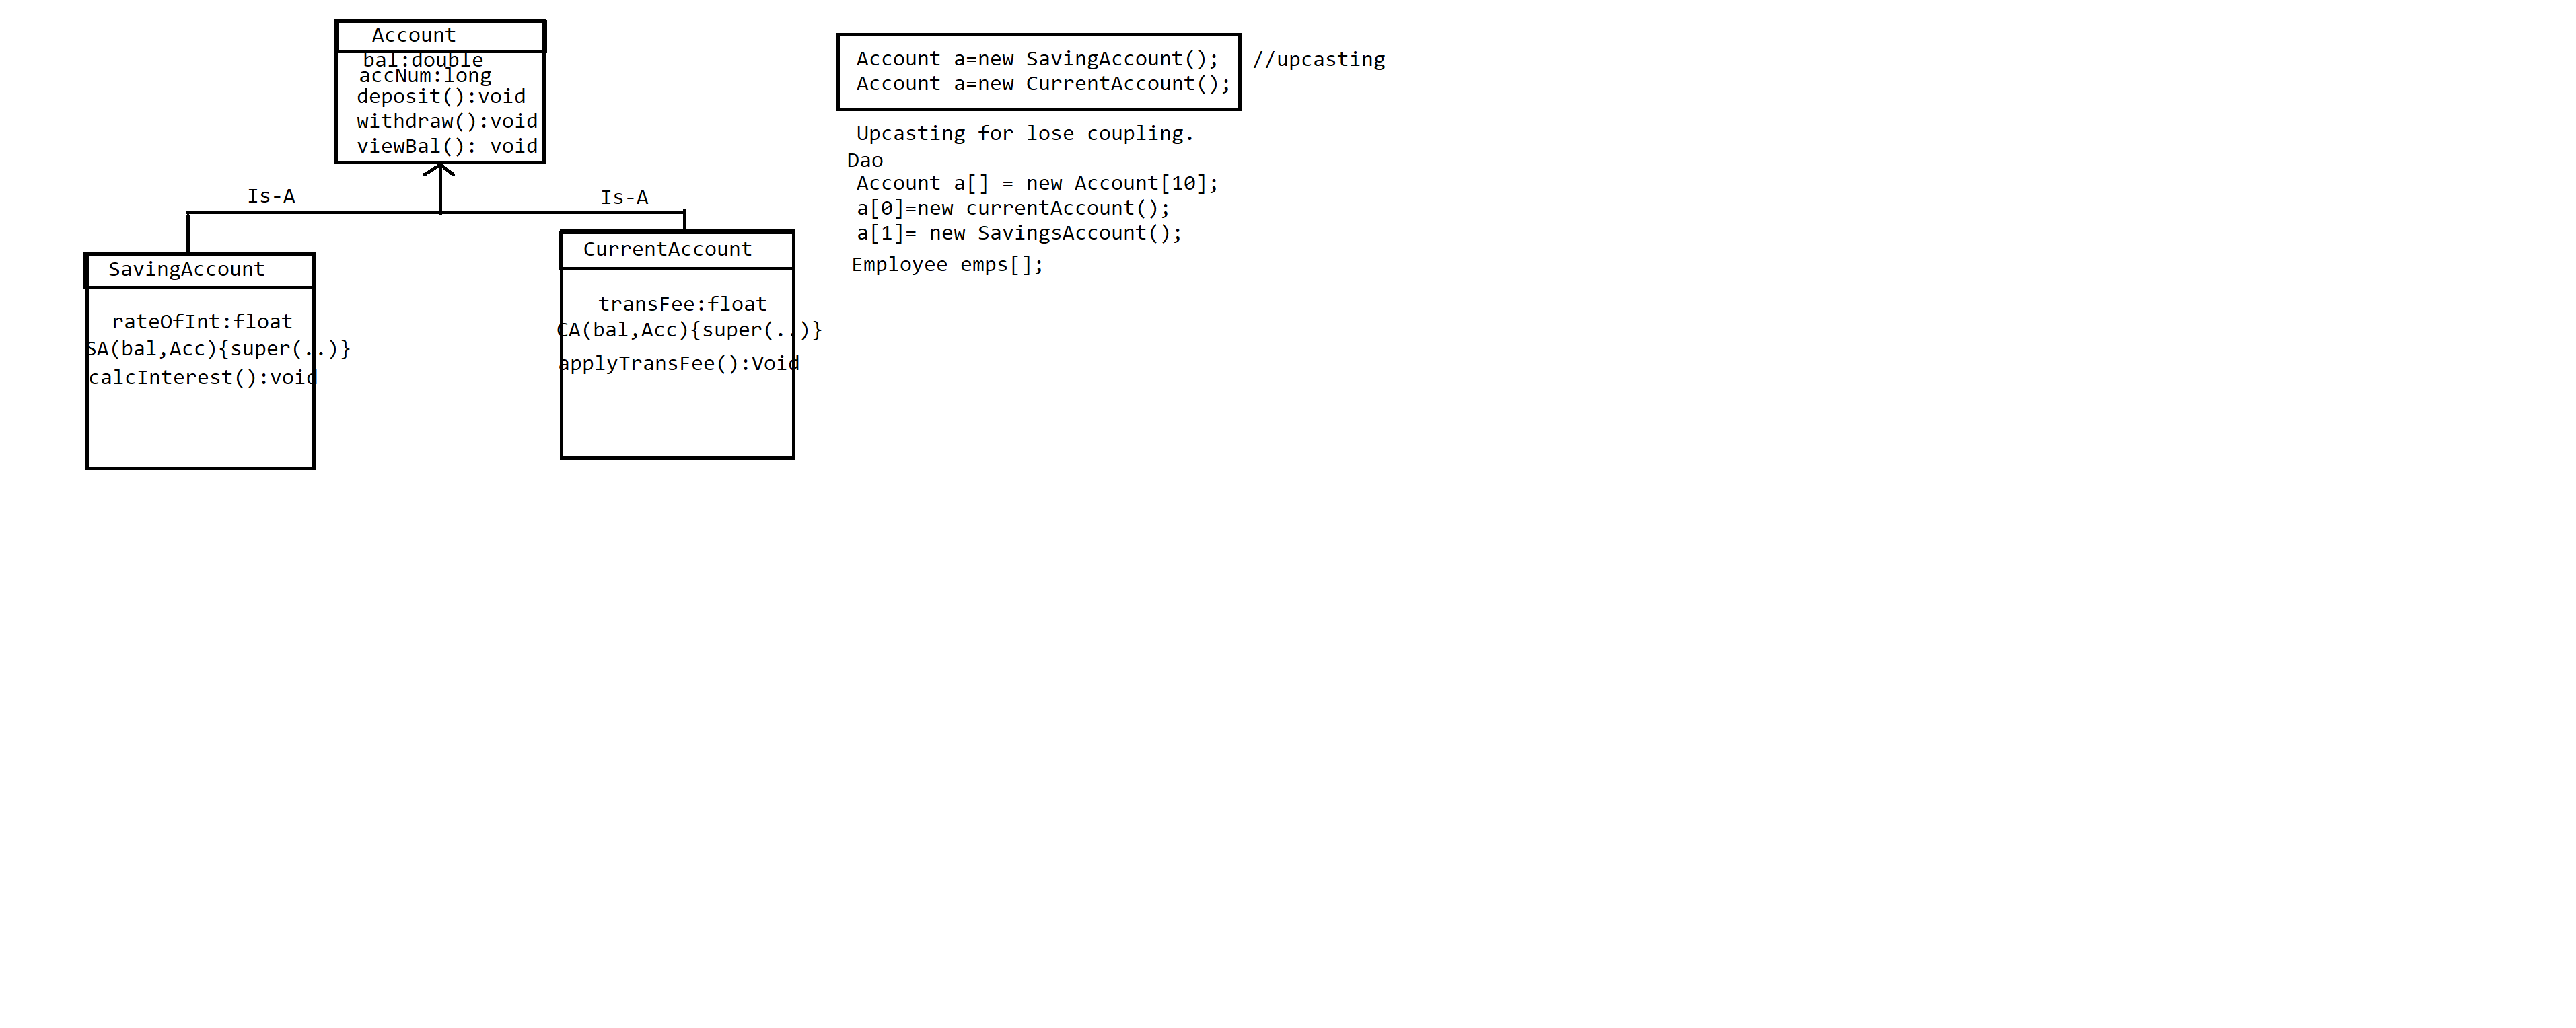 Account
bal:double
accNum:long
deposit():void
withdraw():void
viewBal(): void
Is-A
Is-A
SavingAccount
rateOfInt:float
SA(bal,Acc){super(..)}
calcInterest():void
CurrentAccount
transFee:float
CA(bal,Acc){super(..)}
applyTransFee():Void
Account a=new SavingAccount(); //upcasting
Account a=new CurrentAccount();
Upcasting for lose coupling.
Dao
Account a[] = new Account[10];
a[0]=new currentAccount();
a[1]= new SavingsAccount();
Employee emps[];